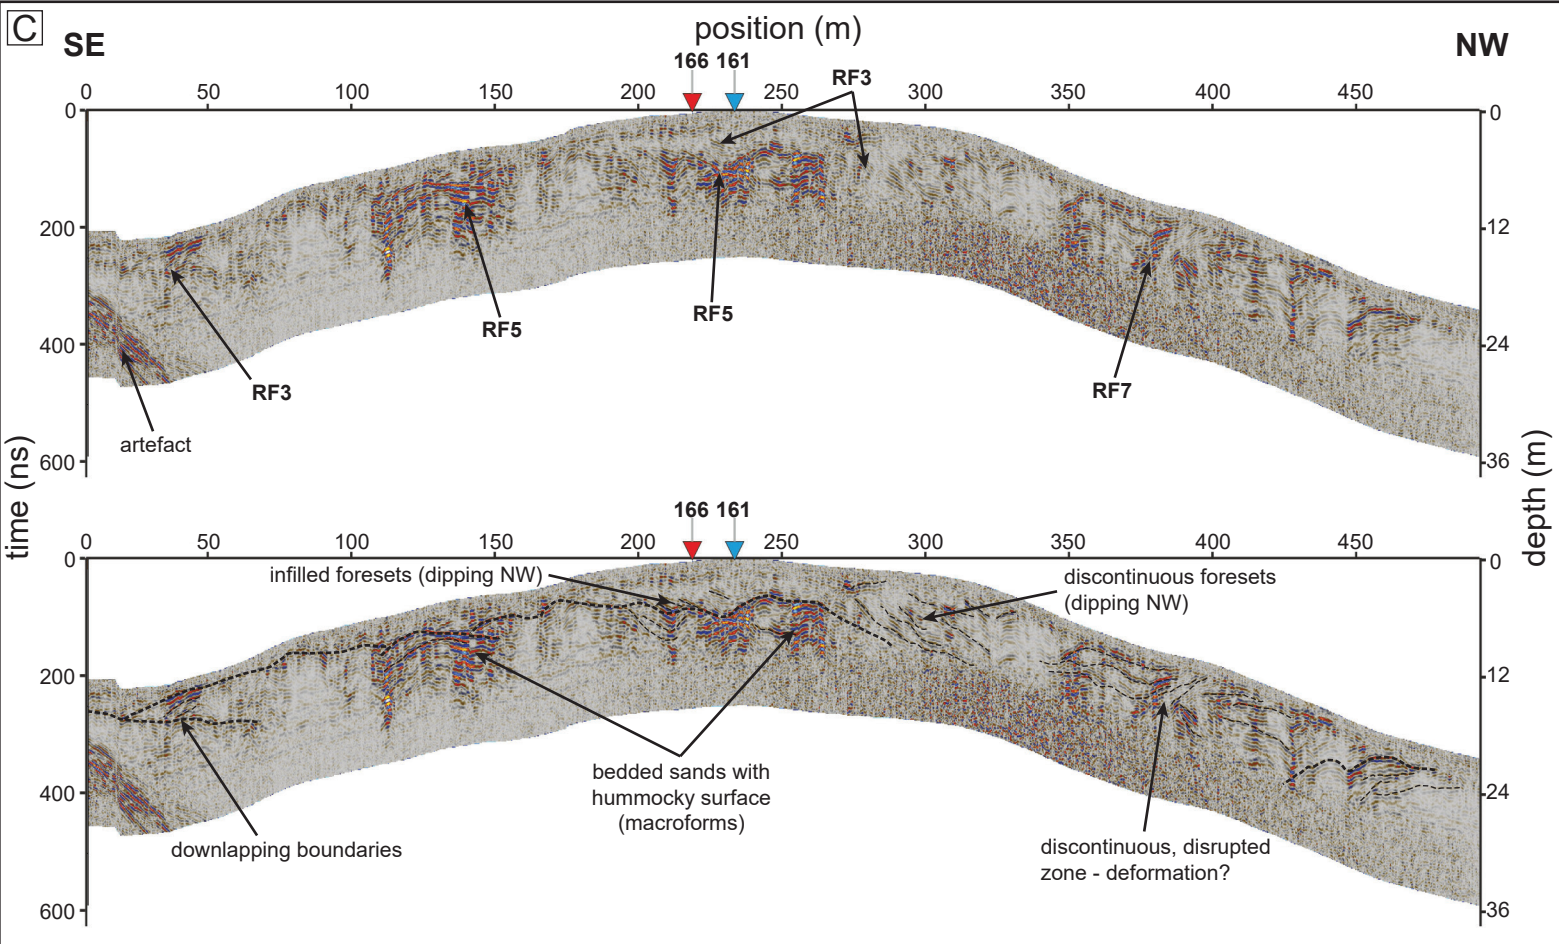 C
SE
position (m)
NW
166 161
RF3
0 50 100 150 200 250 300 350 400 450
0
200
400
600
0
12
24
36
RF5
RF5
RF3
RF7
artefact
time (ns)
depth (m)
166 161
0 50 100 150 200 250 300 350 400 450
0
200
400
600
0
12
24
36
infilled foresets (dipping NW)
discontinuous foresets
(dipping NW)
bedded sands with
hummocky surface
(macroforms)
downlapping boundaries
discontinuous, disrupted
zone - deformation?